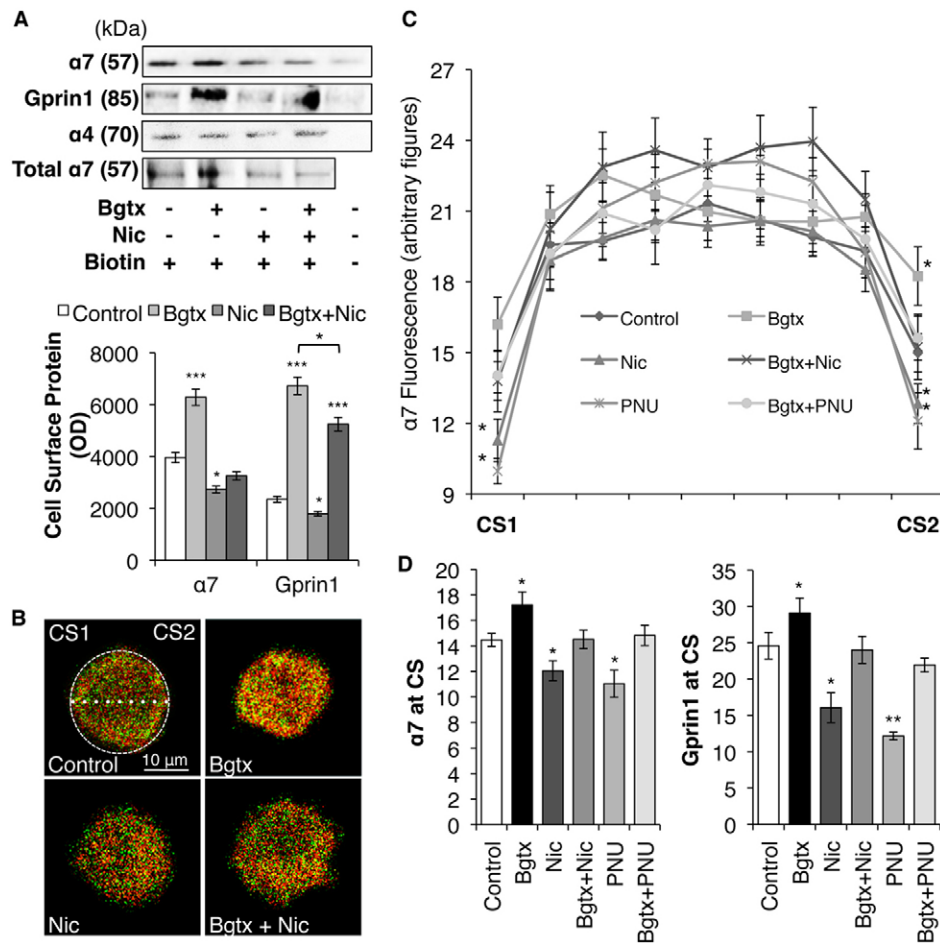 A
(kDa)
α7 (57)
Gprin1 (85)
α4 (70)
Total α7 (57)
Bgtx - + - + -
Nic - - + + -
Biotin + + + + -
Control Bgtx Nic Bgtx+Nic
Cell Surface Protein
(OD)
8000
6000
4000
2000
0
*** * *** * * ***
α7 Gprin1
B
CS1 CS2
Control 10 μm
Bgtx
Nic
Bgtx + Nic
C
α7 Fluorescence (arbitrary figures)
27
24
21
18
15
12
9
Control Bgtx
Nic Bgtx+Nic
PNU Bgtx+PNU
*
*
*
*
*
CS1 CS2
D
α7 at CS
20
18
16
14
12
10
8
6
4
2
0
* * *
Control
Bgtx
Nic
Bgtx+Nic
PNU
Bgtx+PNU
Gprin1 at CS
35
30
25
20
15
10
5
0
* * **
Control
Bgtx
Nic
Bgtx+Nic
PNU
Bgtx+PNU